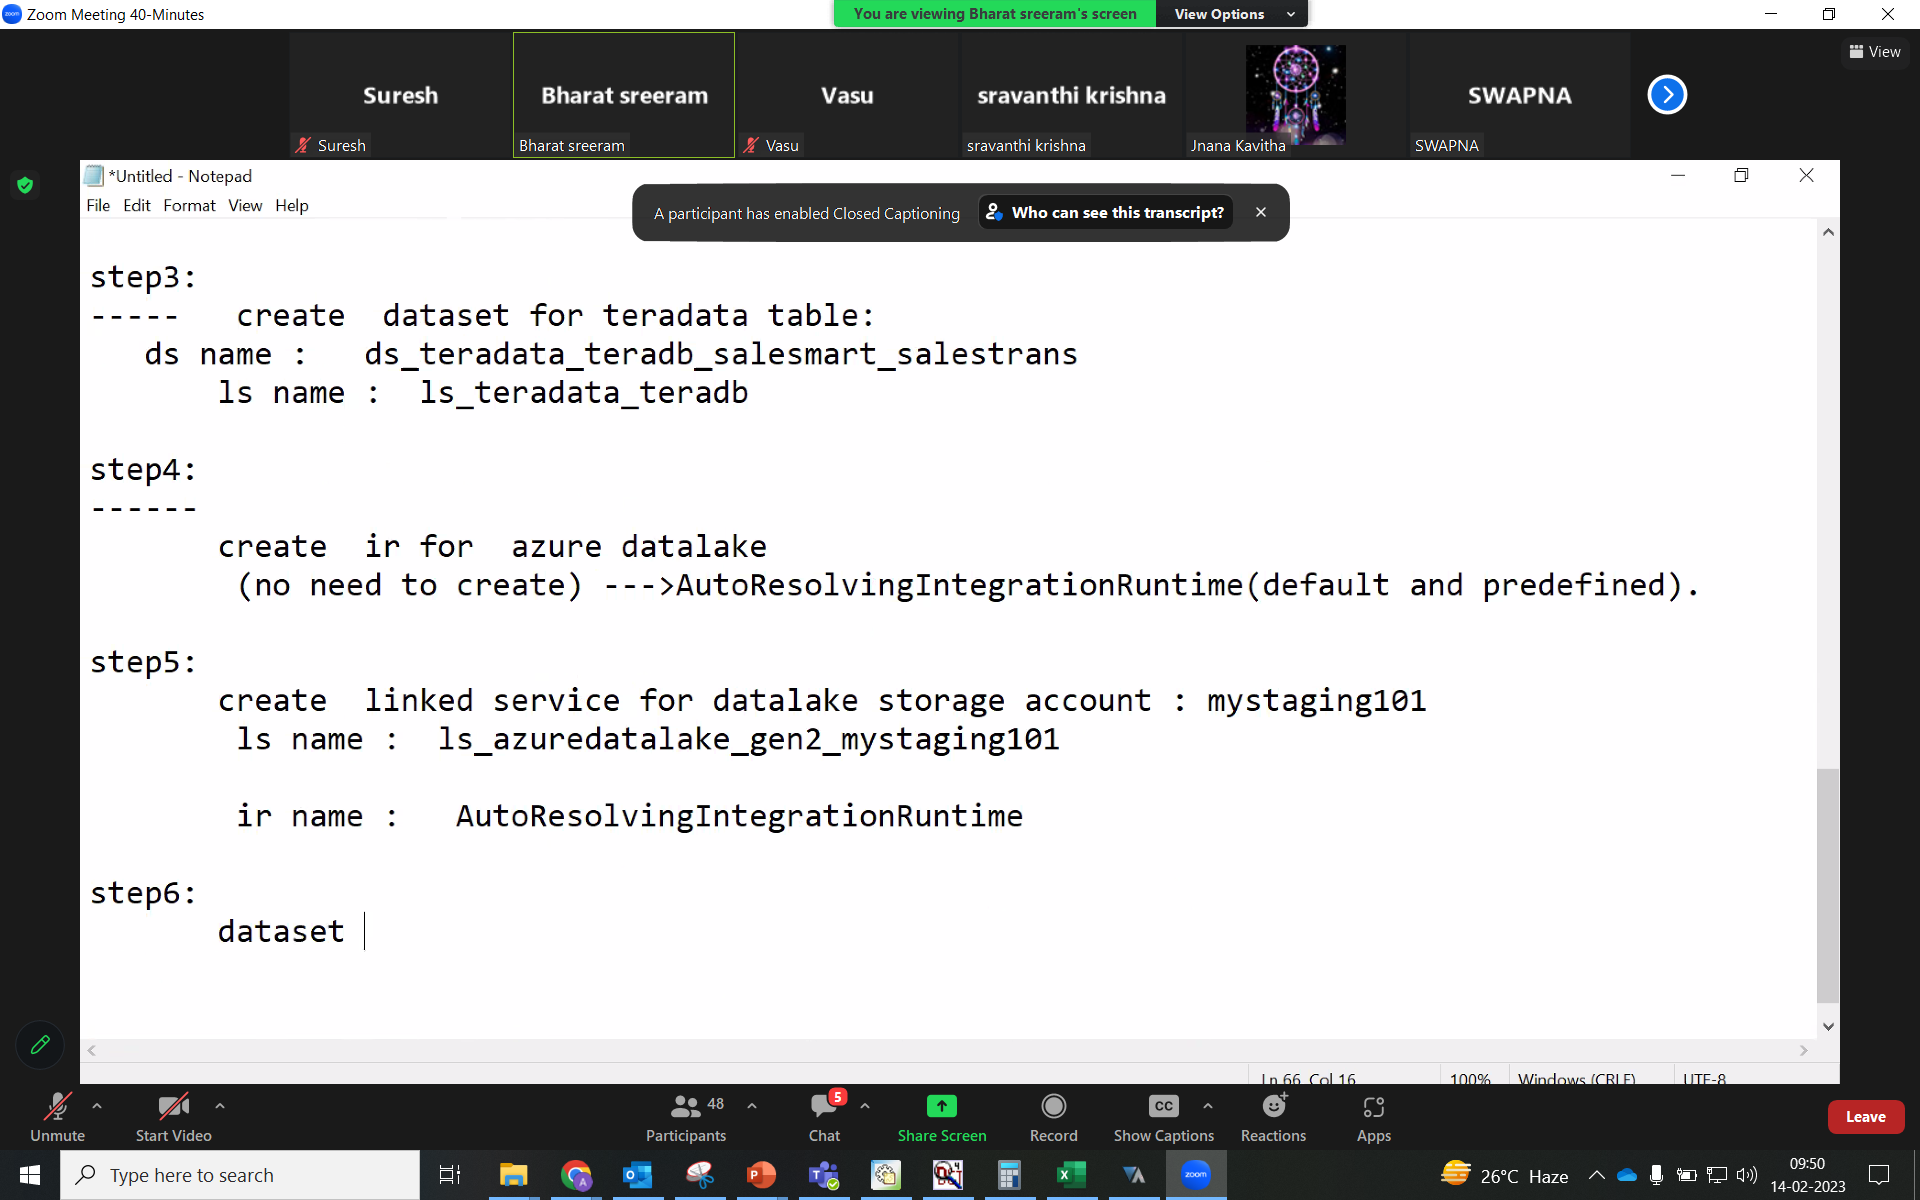 Zoom Meeting 40-Minutes
You are viewing Bharat sreeram's screen
View Options
View
Suresh
Bharat sreeram
Vasu
sravanthi krishna
SWAPNA
Suresh
Bharat sreeram
Vasu
sravanthi krishna
Jnana Kavitha
SWAPNA
*Untitled - Notepad
File Edit Format View Help
A participant has enabled Closed Captioning
Who can see this transcript?
step3:
----- create dataset for teradata table:
ds name : ds_teradata_teradb_salesmart_salestrans
ls name : ls_teradata_teradb
step4:
------
create ir for azure datalake
(no need to create) --->AutoResolvingIntegrationRuntime(default and predefined).
step5:
create linked service for datalake storage account : mystaging101
ls name : ls_azuredatalake_gen2_mystaging101
ir name : AutoResolvingIntegrationRuntime
step6:
dataset
Ln 66, Col 16 100% Windows (CRLF) UTF-8
48
5
CC
Unmute
Start Video
Participants
Chat
Share Screen
Record
Show Captions
Reactions
Apps
Leave
Type here to search
zoom
26°C Haze
09:50
14-02-2023